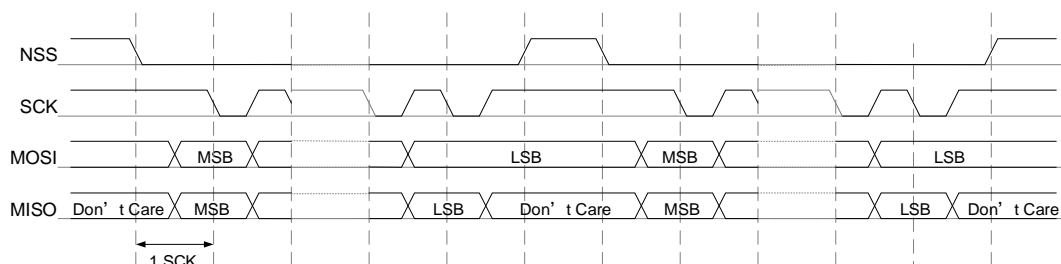 NSS
SCK
MOSI MSB LSB MSB LSB
MISO Don’t Care MSB LSB Don’t Care MSB LSB Don’t Care
1 SCK